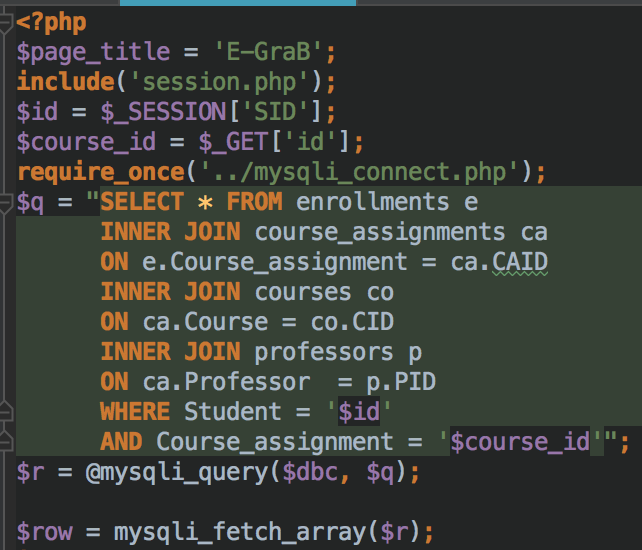 <?php
$page_title = 'E-GraB';
include('session.php');
$id = $_SESSION['SID'];
$course_id = $_GET['id'];
require_once('../mysqli_connect.php');
$q = "SELECT * FROM enrollments e
INNER JOIN course_assignments ca
ON e.Course_assignment = ca.CAID
INNER JOIN courses co
ON ca.Course = co.CID
INNER JOIN professors p
ON ca.Professor  = p.PID
WHERE Student = '$id'
AND Course_assignment = '$course_id'";
$r = @mysqli_query($dbc, $q);
$row = mysqli_fetch_array($r);